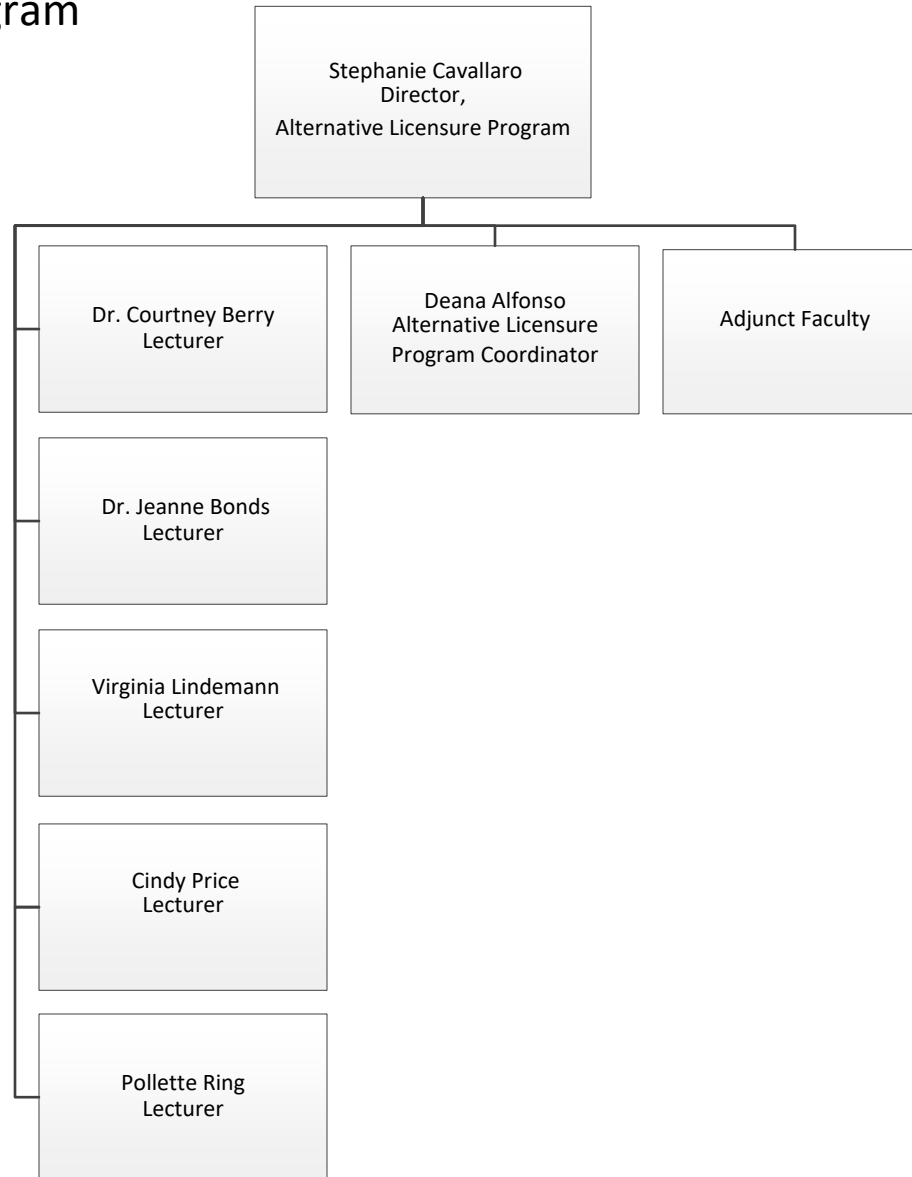 gram
Stephanie Cavallaro
Director,
Alternative Licensure Program
Dr. Courtney Berry
Lecturer
Deana Alfonso
Alternative Licensure
Program Coordinator
Adjunct Faculty
Dr. Jeanne Bonds
Lecturer
Virginia Lindemann
Lecturer
Cindy Price
Lecturer
Pollette Ring
Lecturer